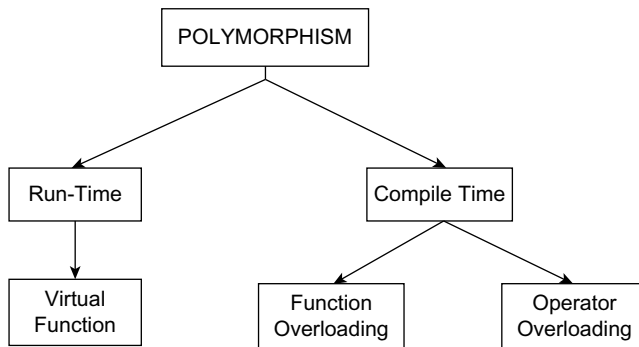 POLYMORPHISM
Run-Time
Compile Time
Virtual
Function
Function
Overloading
Operator
Overloading